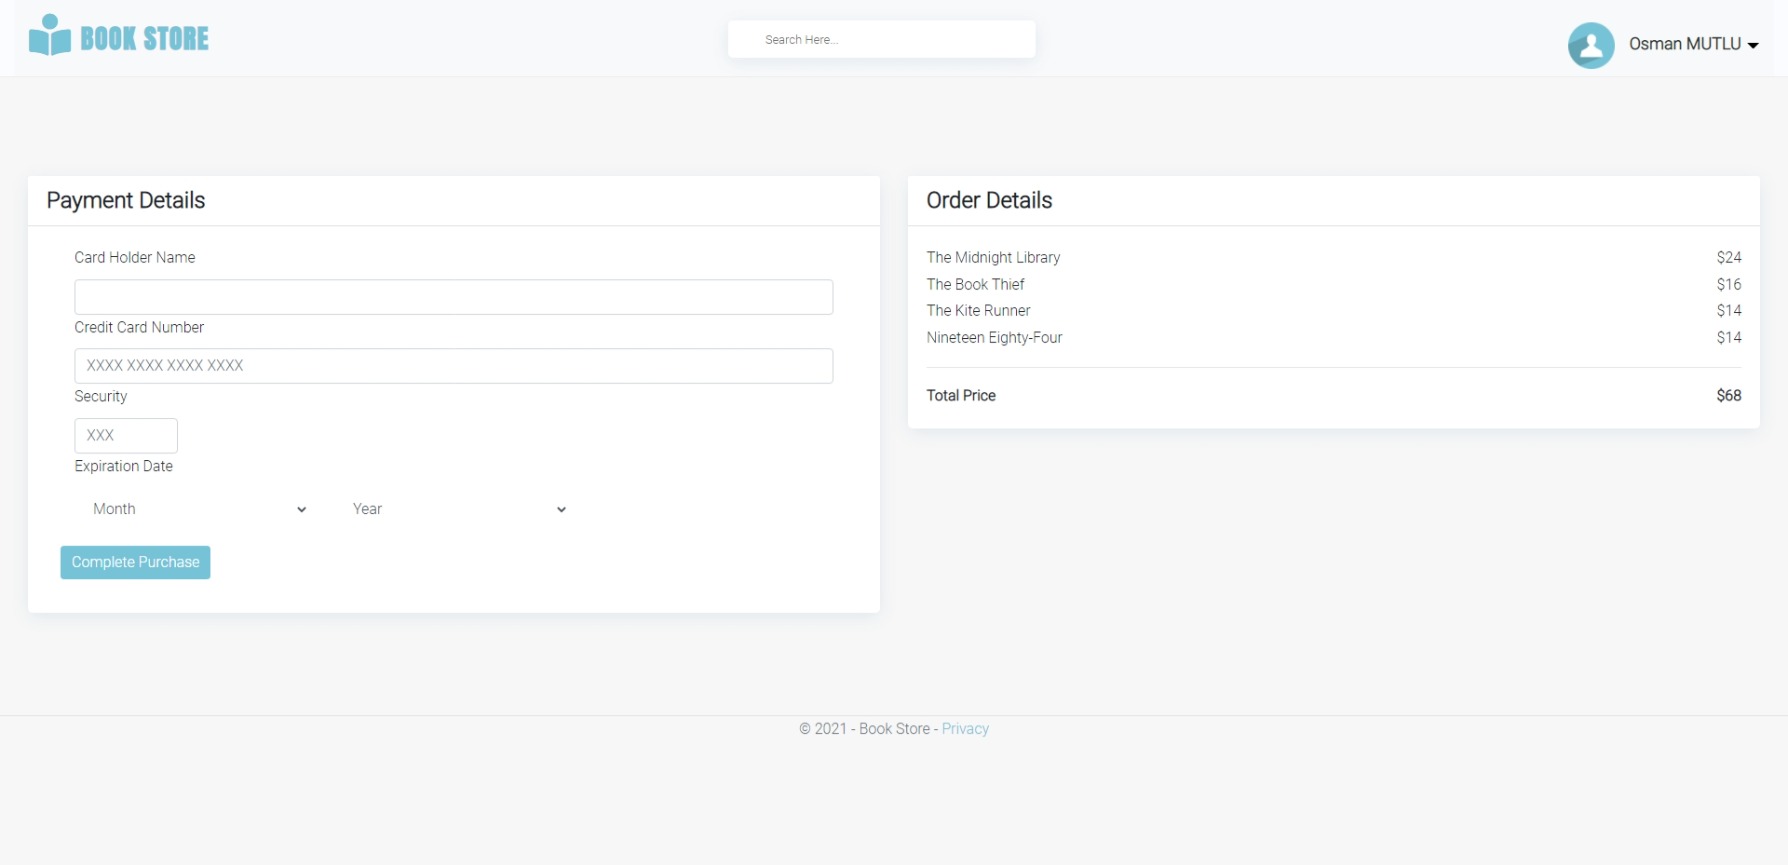 BOOK STORE
Search Here...
Osman MUTLU
Payment Details
Card Holder Name
Credit Card Number
XXXX XXXX XXXX XXXX
Security
XXX
Expiration Date
Month Year
Complete Purchase
Order Details
The Midnight Library $24
The Book Thief $16
The Kite Runner $14
Nineteen Eighty-Four $14
Total Price $68
© 2021 - Book Store - Privacy